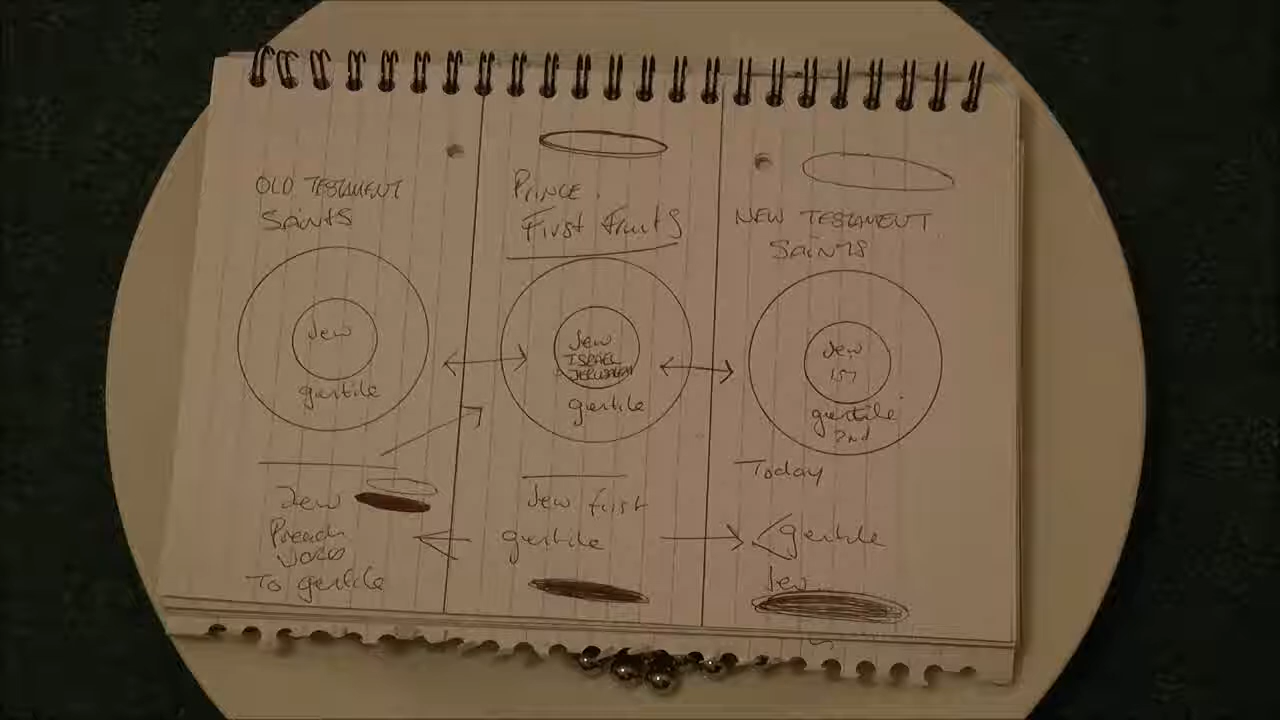 OLD TESTAMENT
SAINTS
Jew
gentile
Jew
Preach
To gentile
PRINCE.
First Fruits
Jew
ISRAEL
JERUSALEM
gentile
Jew first
gentile
NEW TESTAMENT
SAINTS
Jew
1ST
gentile
2nd
Today
gentile
Jew